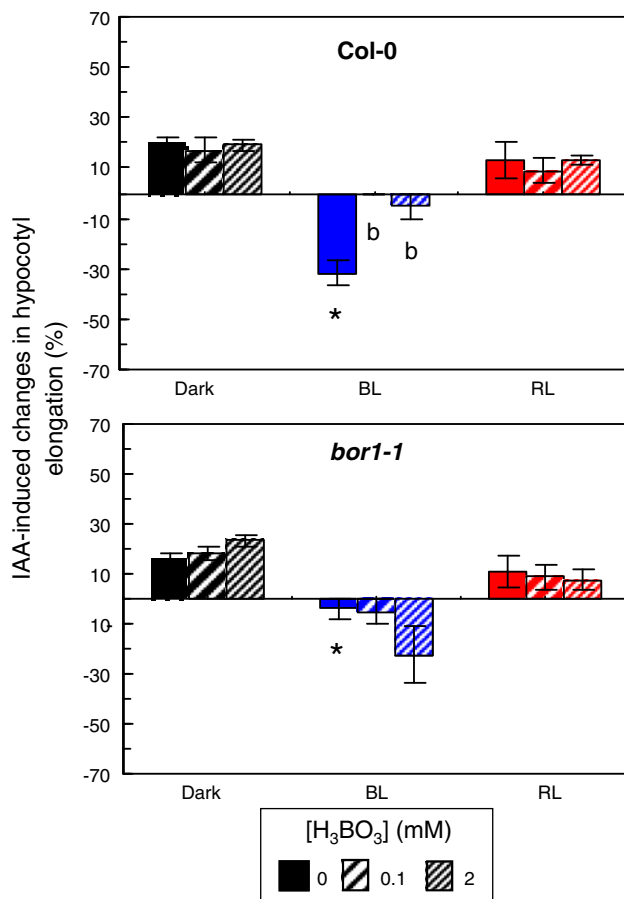 IAA-induced changes in hypocotyl
elongation (%)
Col-0
70
50
30
10
-10
-30
-50
-70
b
b
*
Dark BL RL
bor1-1
70
50
30
10
10-
-30
-50
-70
*
Dark BL RL
[H₃BO₃] (mM)
0 0.1 2